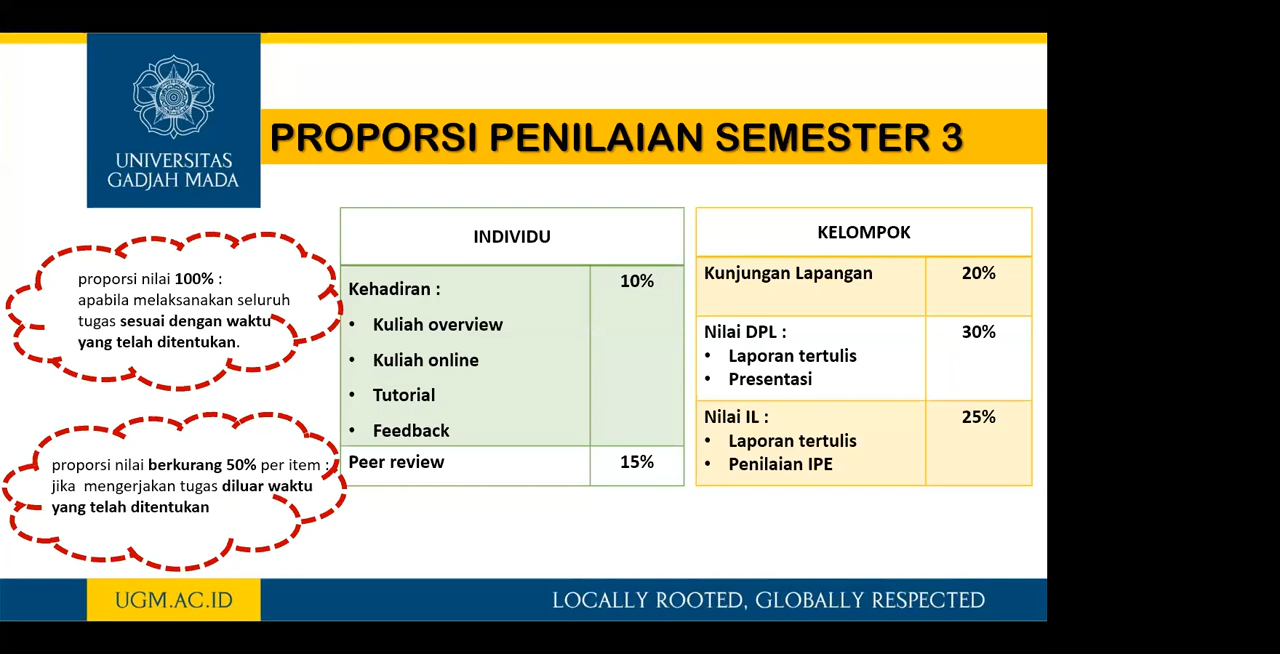 UNIVERSITAS
GADJAH MADA
PROPORSI PENILAIAN SEMESTER 3
proporsi nilai 100% :
apabila melaksanakan seluruh
tugas sesuai dengan waktu
yang telah ditentukan.
proporsi nilai berkurang 50% per item :
jika mengerjakan tugas diluar waktu
yang telah ditentukan
INDIVIDU
Kehadiran :
10%
• Kuliah overview
• Kuliah online
• Tutorial
• Feedback
Peer review
15%
KELOMPOK
Kunjungan Lapangan
20%
Nilai DPL :
30%
• Laporan tertulis
• Presentasi
Nilai IL :
25%
• Laporan tertulis
• Penilaian IPE
UGM.AC.ID
LOCALLY ROOTED, GLOBALLY RESPECTED